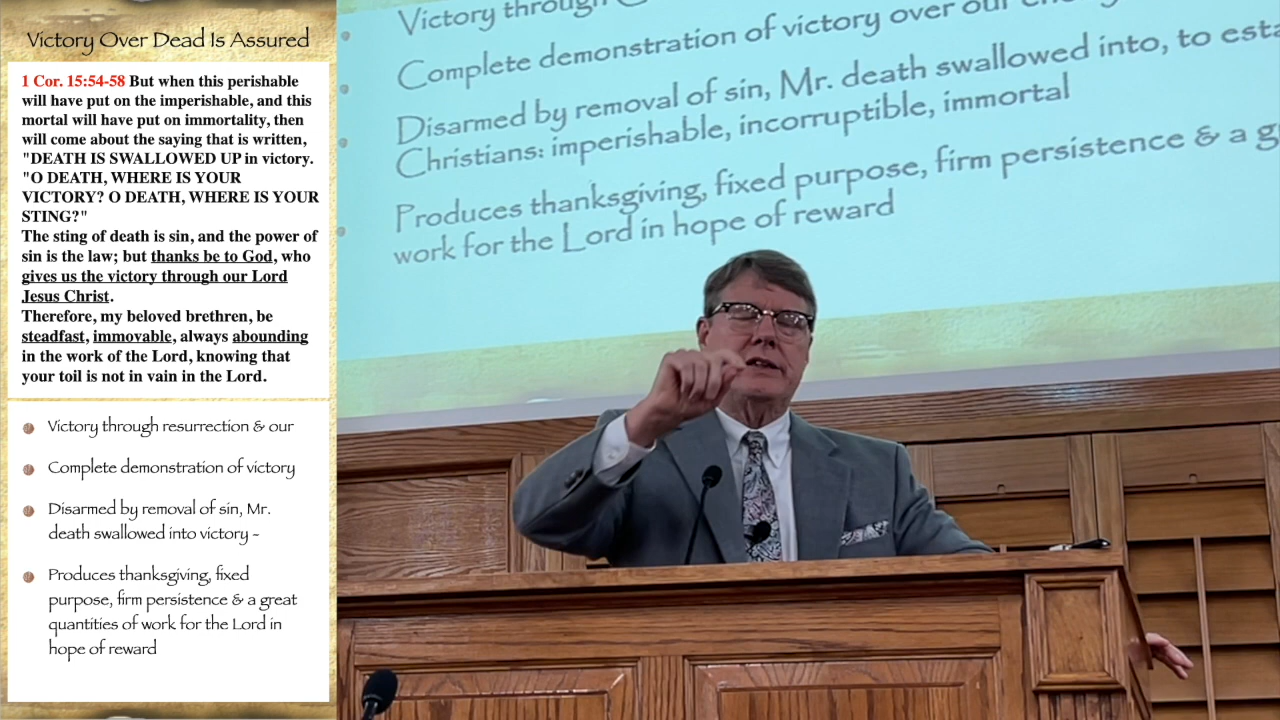 Victory Over Dead Is Assured
1 Cor. 15:54-58 But when this perishable
will have put on the imperishable, and this
mortal will have put on immortality, then
will come about the saying that is written,
"DEATH IS SWALLOWED UP in victory.
"O DEATH, WHERE IS YOUR
VICTORY? O DEATH, WHERE IS YOUR
STING?"
The sting of death is sin, and the power of
sin is the law; but thanks be to God, who
gives us the victory through our Lord
Jesus Christ.
Therefore, my beloved brethren, be
steadfast, immovable, always abounding
in the work of the Lord, knowing that
your toil is not in vain in the Lord.
Victory through resurrection & our
Complete demonstration of victory
Disarmed by removal of sin, Mr.
death swallowed into victory -
Produces thanksgiving, fixed
purpose, firm persistence & a great
quantities of work for the Lord in
hope of reward
Victory through
Complete demonstration of victory over our
Disarmed by removal of sin, Mr. death swallowed into, to
Christians: imperishable, incorruptible, immortal
Produces thanksgiving, fixed purpose, firm persistence & a
work for the Lord in hope of reward